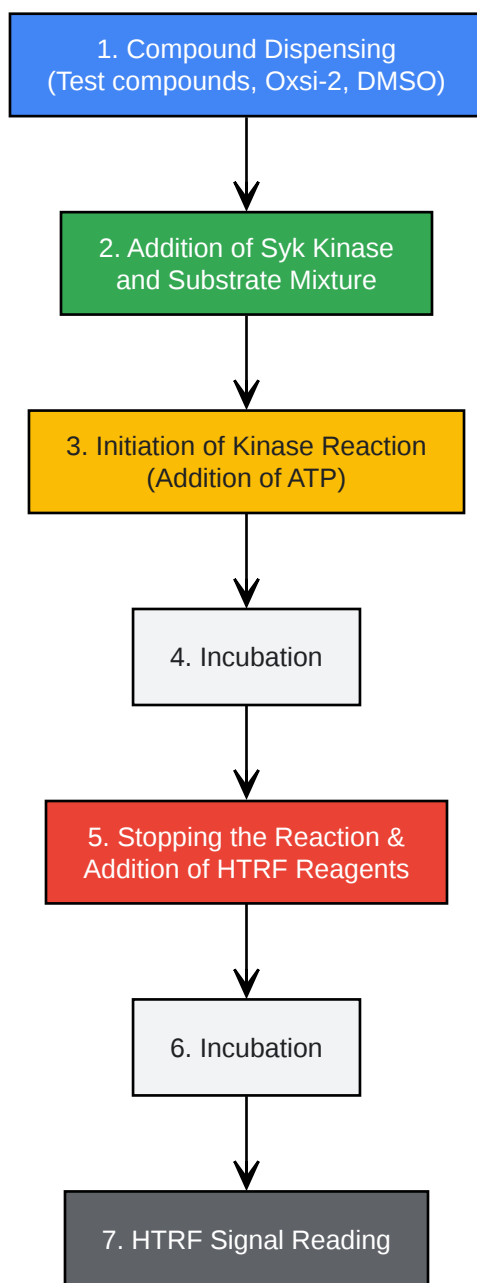 1. Compound Dispensing
(Test compounds, Oxsi-2, DMSO)
2. Addition of Syk Kinase
and Substrate Mixture
3. Initiation of Kinase Reaction
(Addition of ATP)
4. Incubation
5. Stopping the Reaction &
Addition of HTRF Reagents
6. Incubation
7. HTRF Signal Reading